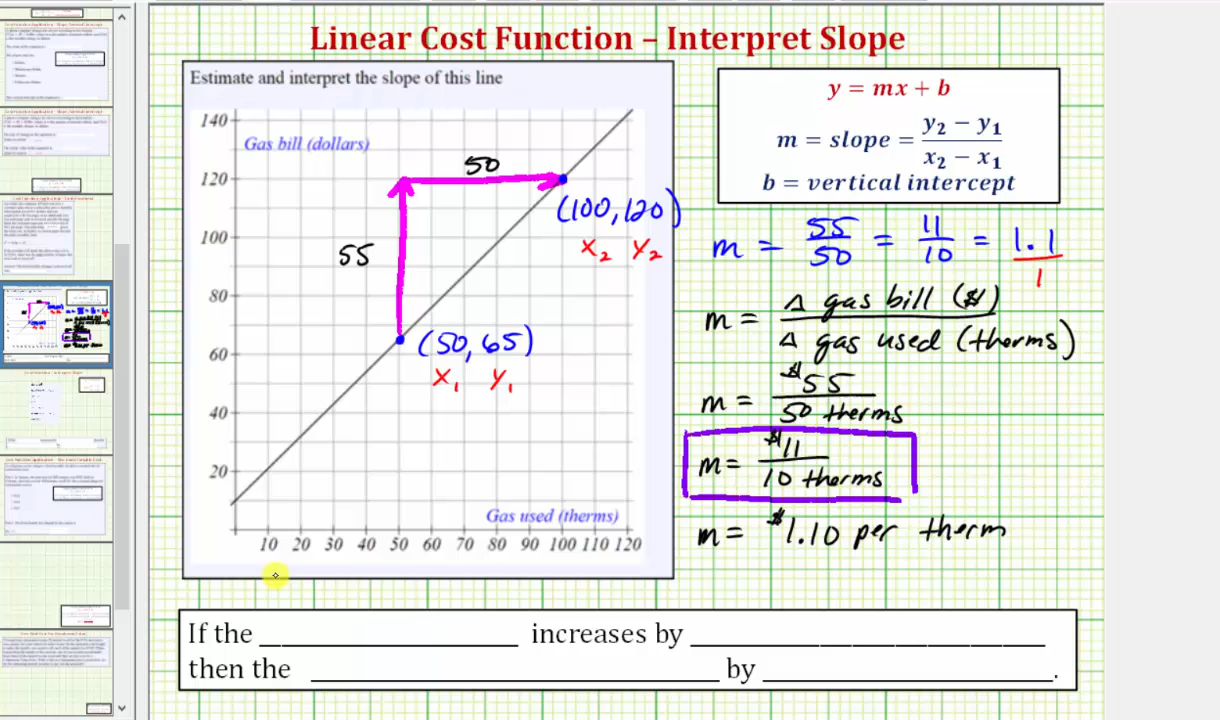 Linear Cost Function – Interpret Slope
Estimate and interpret the slope of this line
140
Gas bill (dollars)
120
100
80
60
40
20
50
(100, 120)
x₂ y₂
55
(50, 65)
x₁ y₁
Gas used (therms)
10 20 30 40 50 60 70 80 90 100 110 120
y = mx + b
m = slope = y₂ − y₁ / x₂ − x₁
b = vertical intercept
m = 55/50 = 11/10 = 1.1/1
m = Δ gas bill ($) / Δ gas used (therms)
m = $55 / 50 therms
m = $11 / 10 therms
m = $1.10 per therm
If the ____________________ increases by __________________________
then the ______________________________ by _____________________.